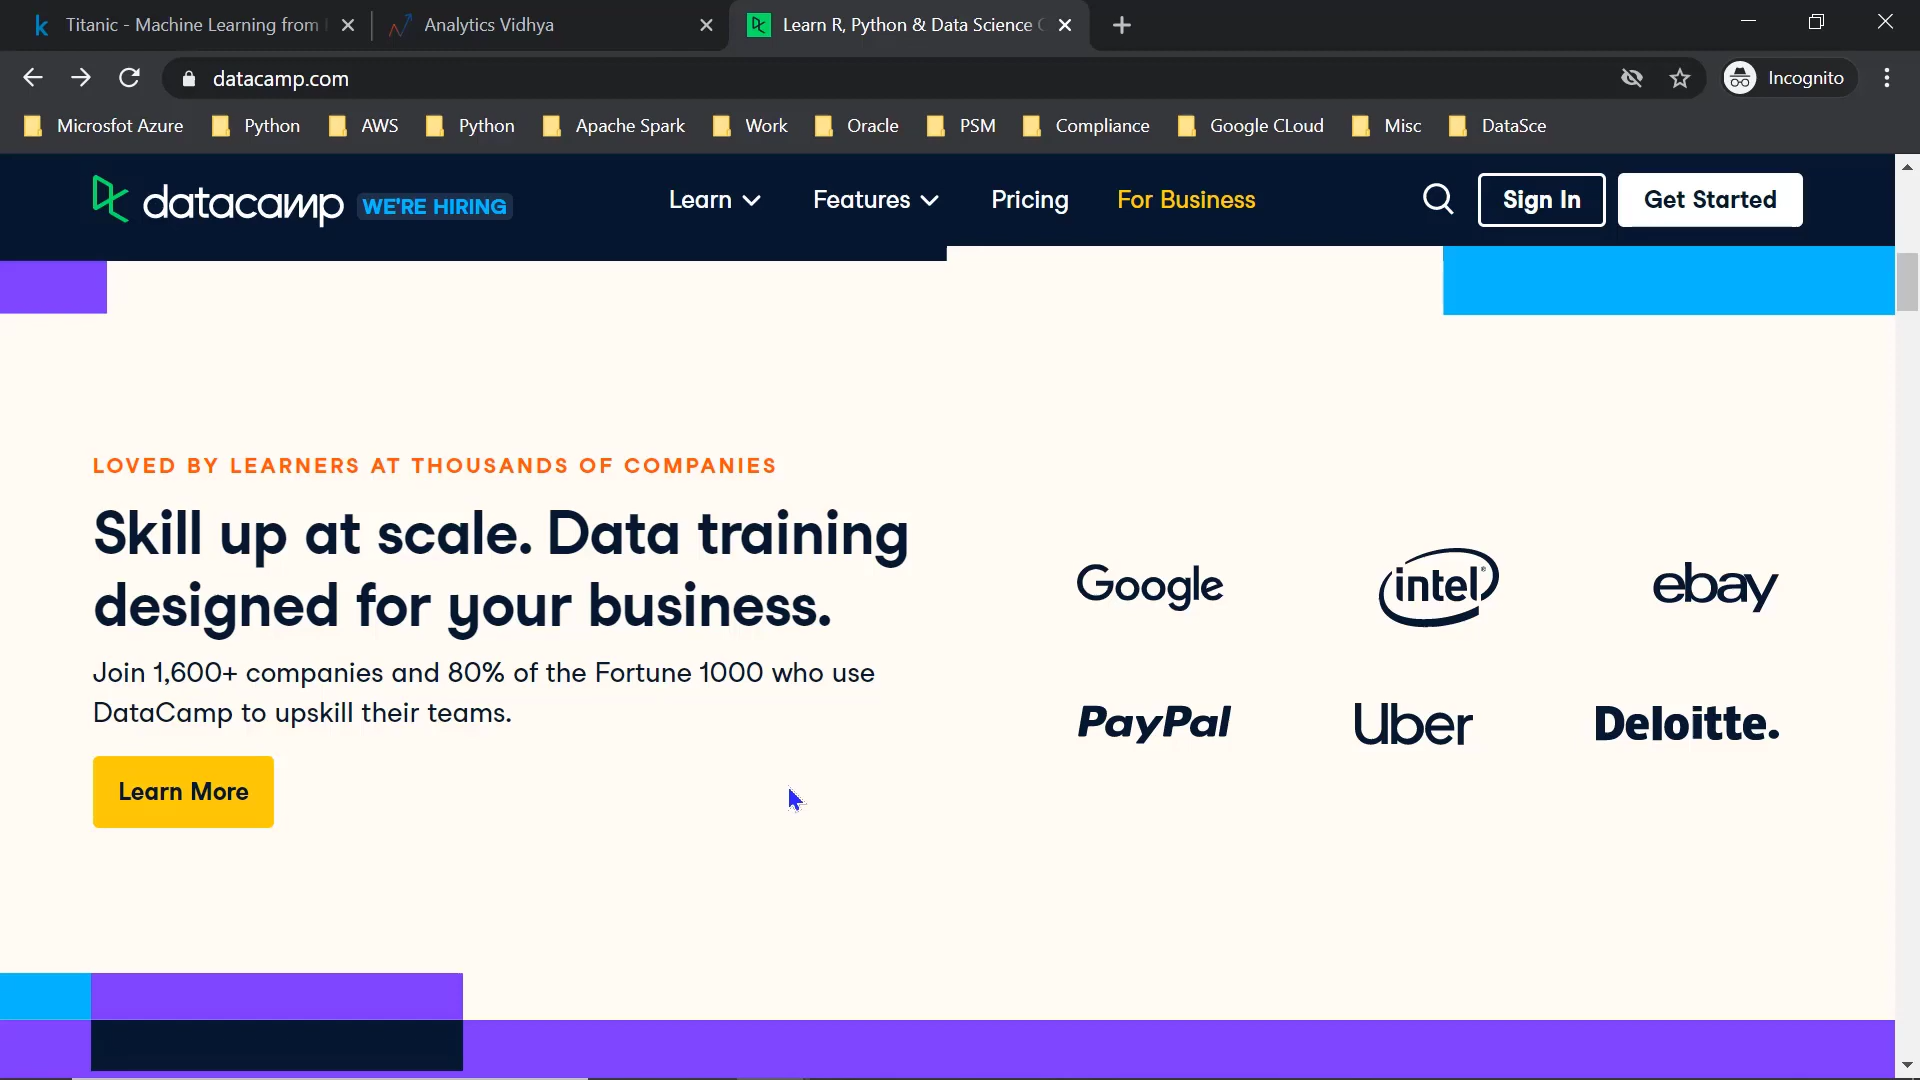 Titanic - Machine Learning from
Analytics Vidhya
Learn R, Python & Data Science
datacamp.com
Incognito
Microsfot Azure
Python
AWS
Python
Apache Spark
Work
Oracle
PSM
Compliance
Google CLoud
Misc
DataSce
datacamp
WE'RE HIRING
Learn
Features
Pricing
For Business
Sign In
Get Started
LOVED BY LEARNERS AT THOUSANDS OF COMPANIES
Skill up at scale. Data training
designed for your business.
Join 1,600+ companies and 80% of the Fortune 1000 who use
DataCamp to upskill their teams.
Learn More
Google
intel
ebay
PayPal
Uber
Deloitte.